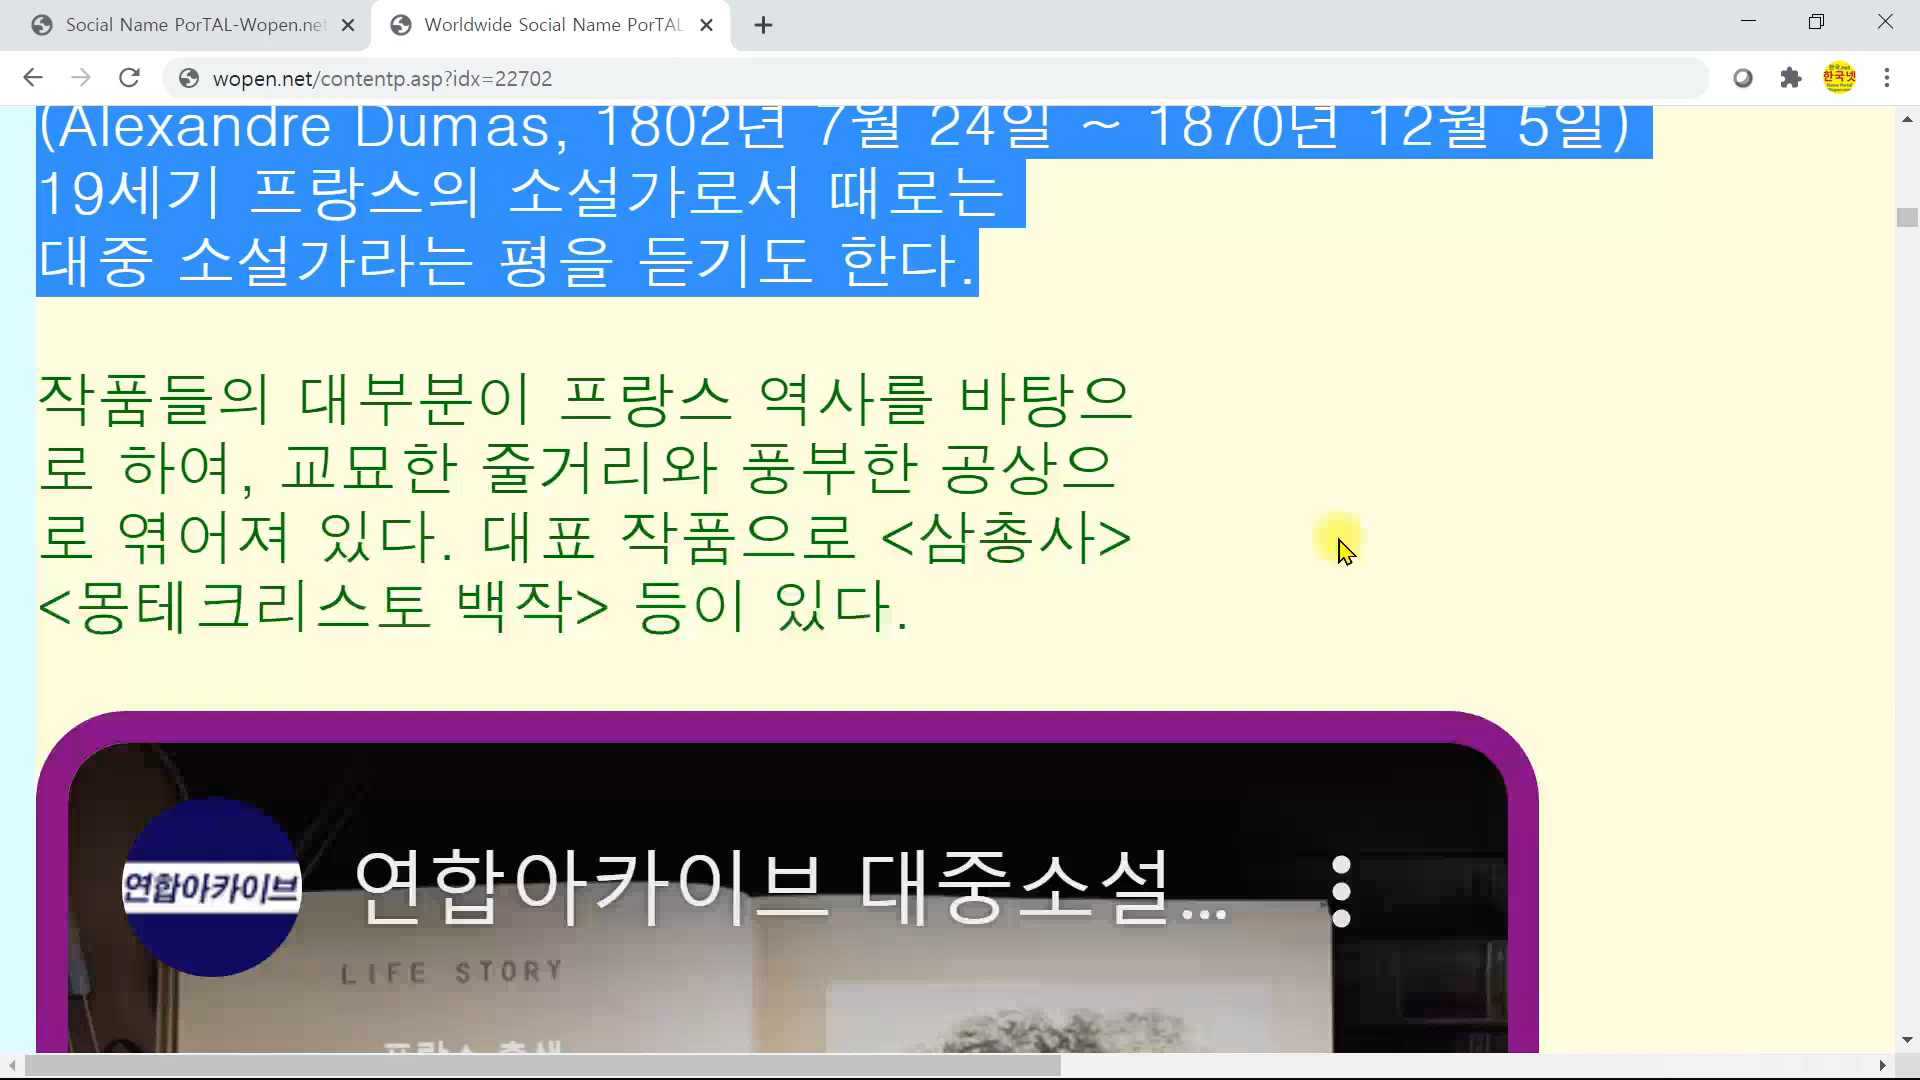 Social Name PorTAL-Wopen.net
Worldwide Social Name PorTAL
wopen.net/contentp.asp?idx=22702
한국.net
한국넷
(Alexandre Dumas, 1802년 7월 24일 ~ 1870년 12월 5일)
19세기 프랑스의 소설가로서 때로는
대중 소설가라는 평을 듣기도 한다.
작품들의 대부분이 프랑스 역사를 바탕으
로 하여, 교묘한 줄거리와 풍부한 공상으
로 엮어져 있다. 대표 작품으로 <삼총사>
<몽테크리스토 백작> 등이 있다.
연합아카이브
연합아카이브 대중소설...
LIFE STORY